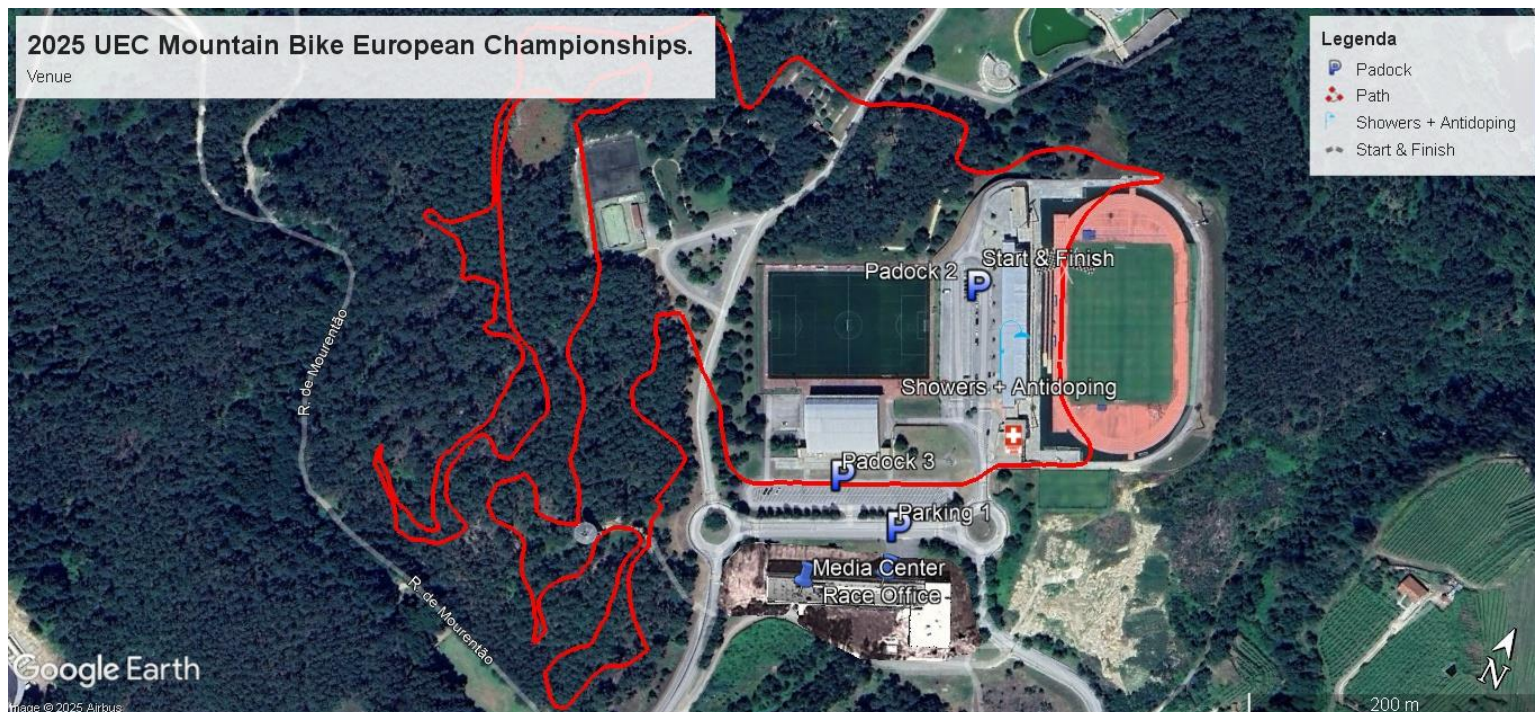 2025 UEC Mountain Bike European Championships.
Venue
Legenda
P Padock
Path
Showers + Antidoping
Start & Finish
Padock 2
P
Start & Finish
R. de Mourentão
Showers + Antidoping
Padock 3
P
Parking 1
P
Media Center
Race Office
R. de Mourentão
Google Earth
Image © 2025 Airbus
N
200 m